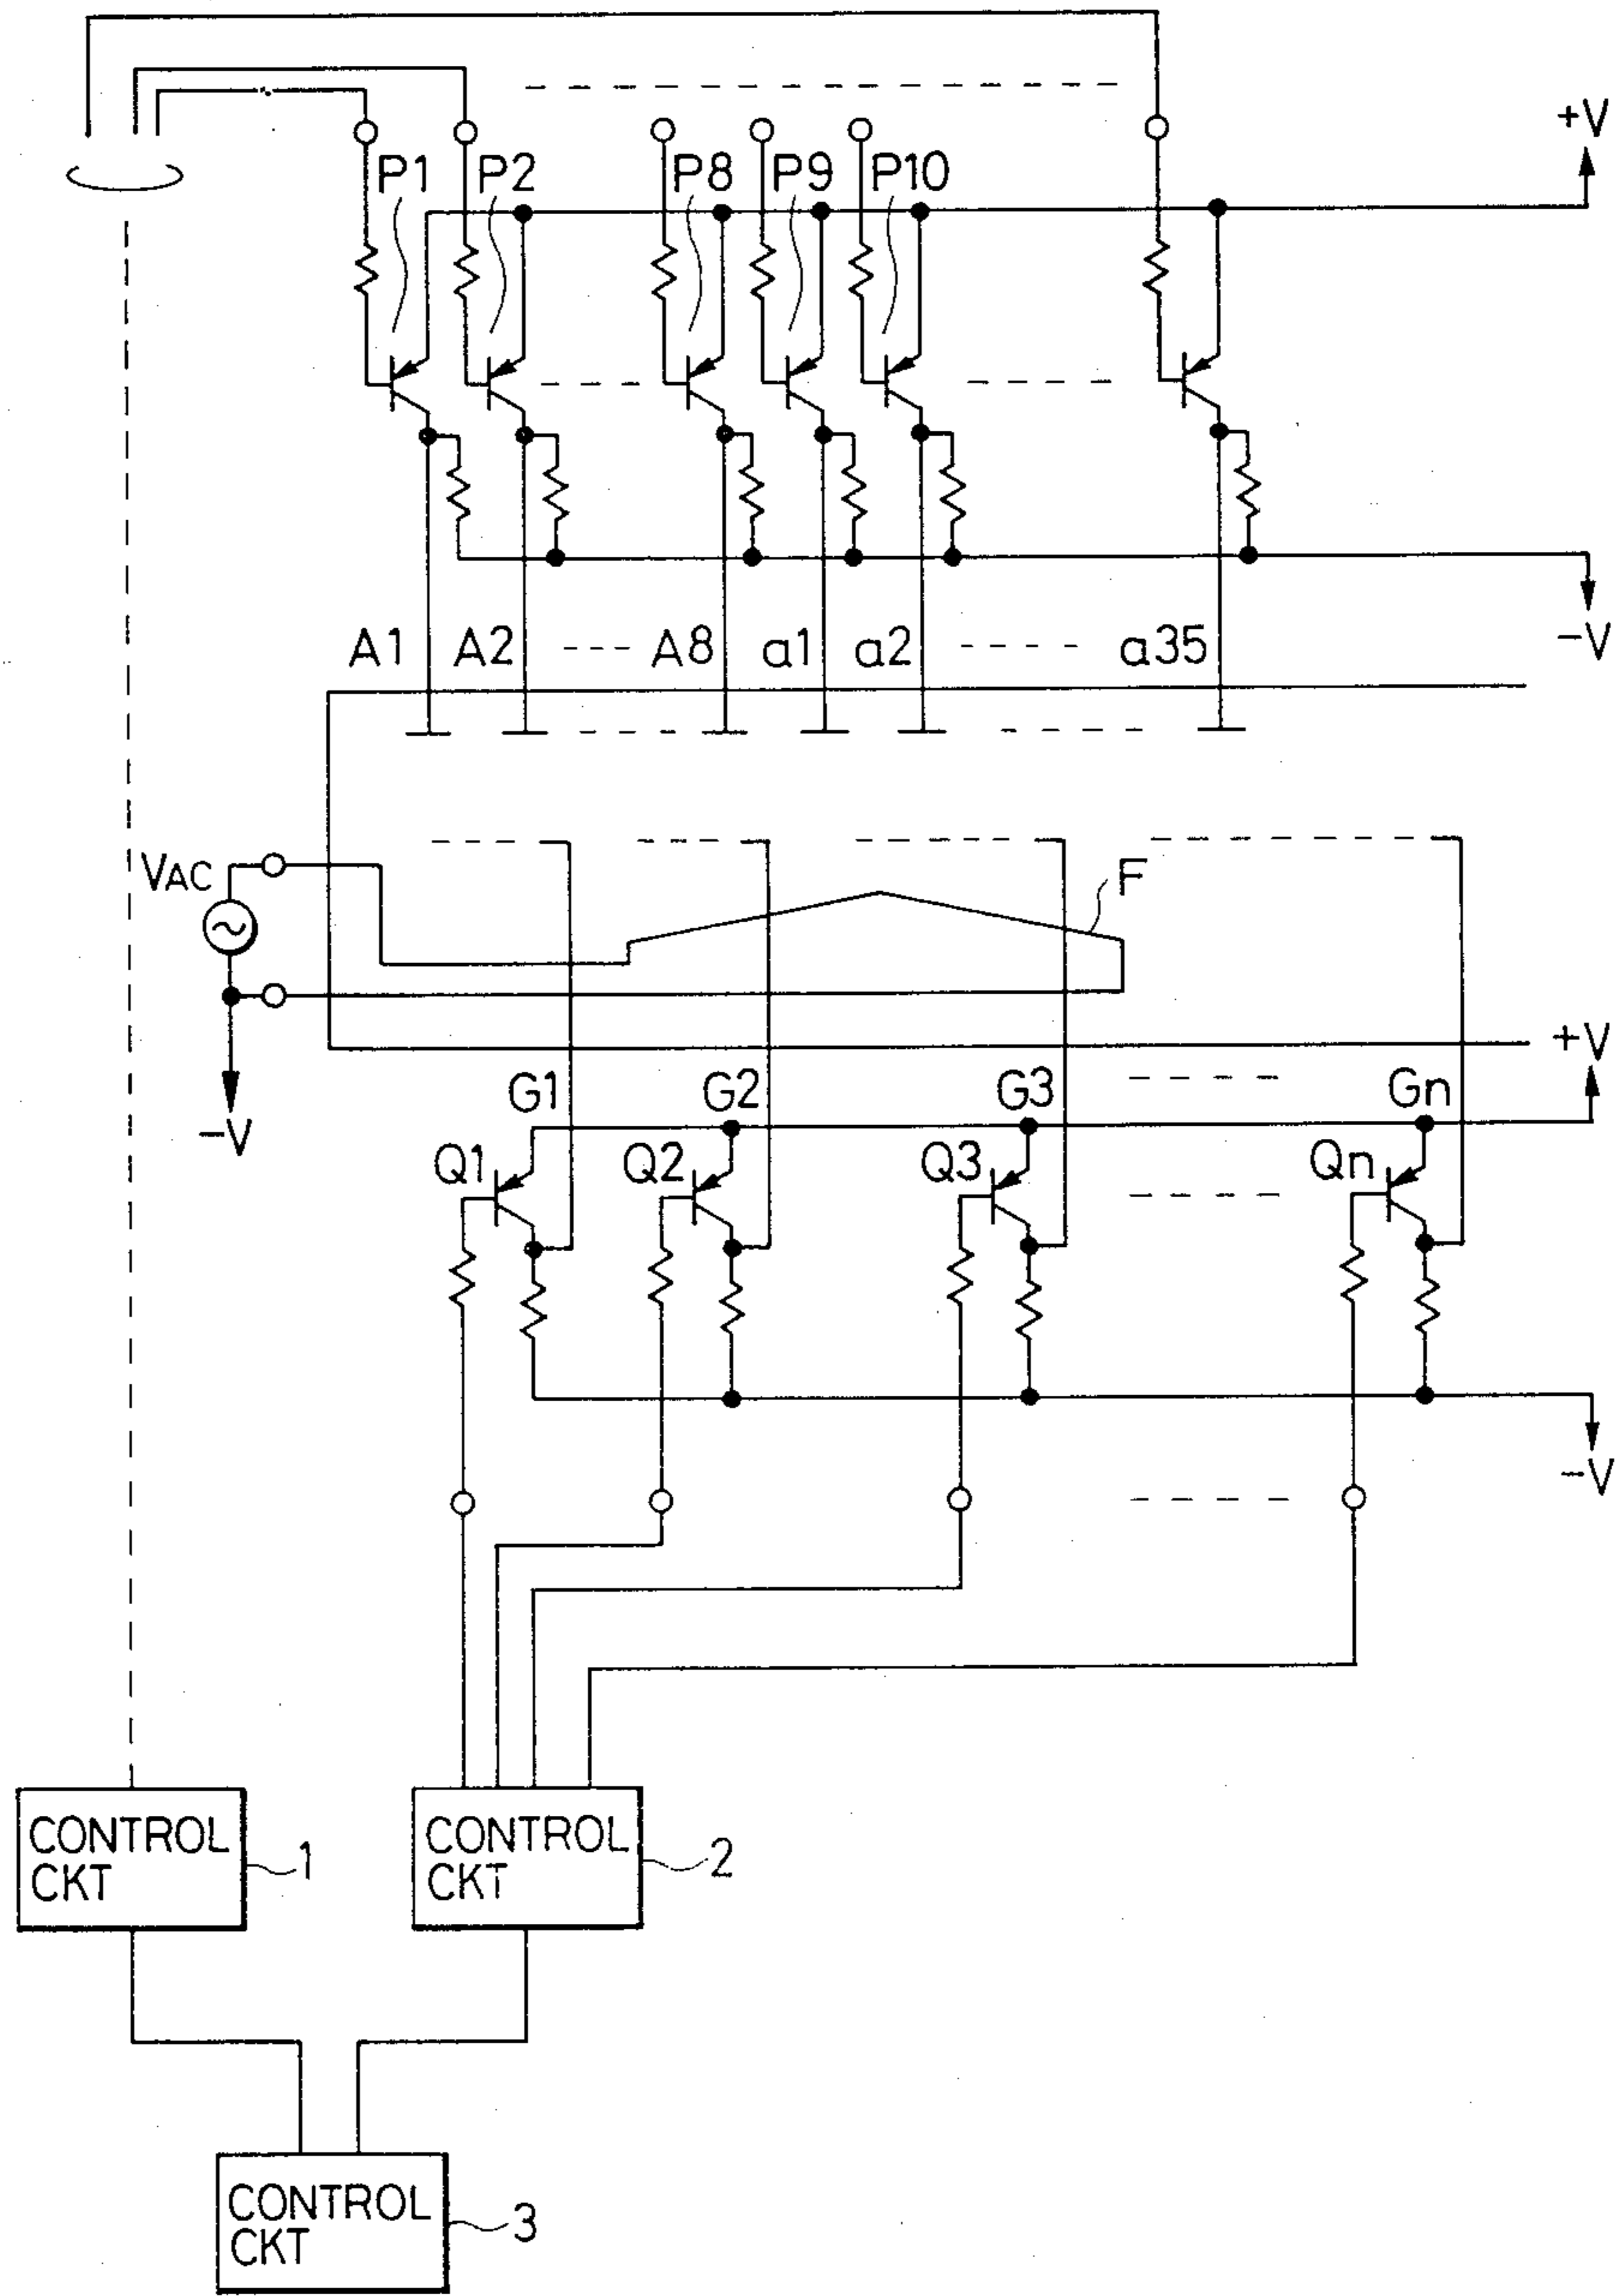 +V
P1 P2 P8 P9 P10
A1 A2 A8 a1 a2 a35
-V
VAC
F
+V
G1 G2 G3 Gn
-V
Q1 Q2 Q3 Qn
-V
CONTROL
CKT
1
CONTROL
CKT
2
CONTROL
CKT
3